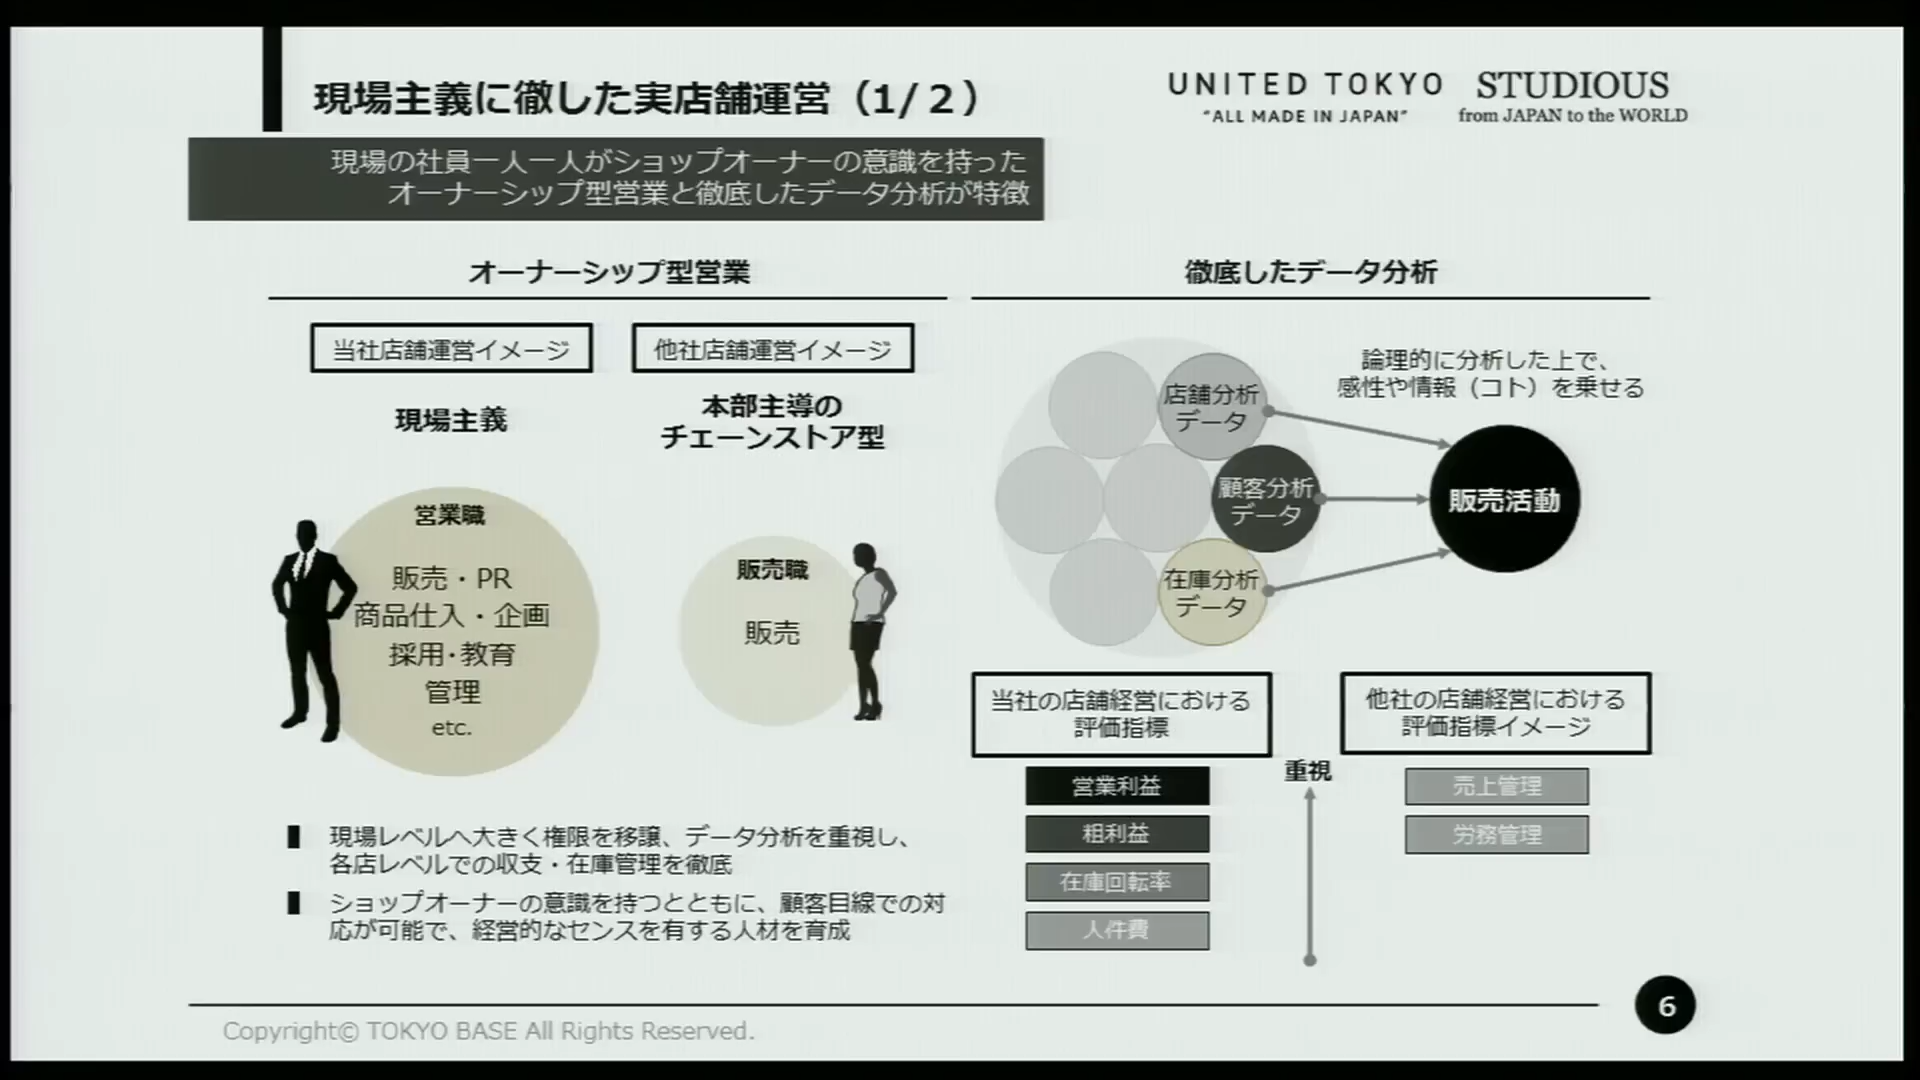 現場主義に徹した実店舗運営（1/２）
UNITED TOKYO
“ALL MADE IN JAPAN”
STUDIOUS
from JAPAN to the WORLD
現場の社員一人一人がショップオーナーの意識を持った
オーナーシップ型営業と徹底したデータ分析が特徴
オーナーシップ型営業
当社店舗運営イメージ
他社店舗運営イメージ
現場主義
本部主導の
チェーンストア型
営業職
販売・PR
商品仕入・企画
採用･教育
管理
etc.
販売職
販売
現場レベルへ大きく権限を移譲、データ分析を重視し、
各店レベルでの収支・在庫管理を徹底
ショップオーナーの意識を持つとともに、顧客目線での対
応が可能で、経営的なセンスを有する人材を育成
徹底したデータ分析
店舗分析
データ
顧客分析
データ
在庫分析
データ
論理的に分析した上で、
感性や情報（コト）を乗せる
販売活動
当社の店舗経営における
評価指標
営業利益
粗利益
在庫回転率
人件費
重視
他社の店舗経営における
評価指標イメージ
売上管理
労務管理
Copyright© TOKYO BASE All Rights Reserved.
6